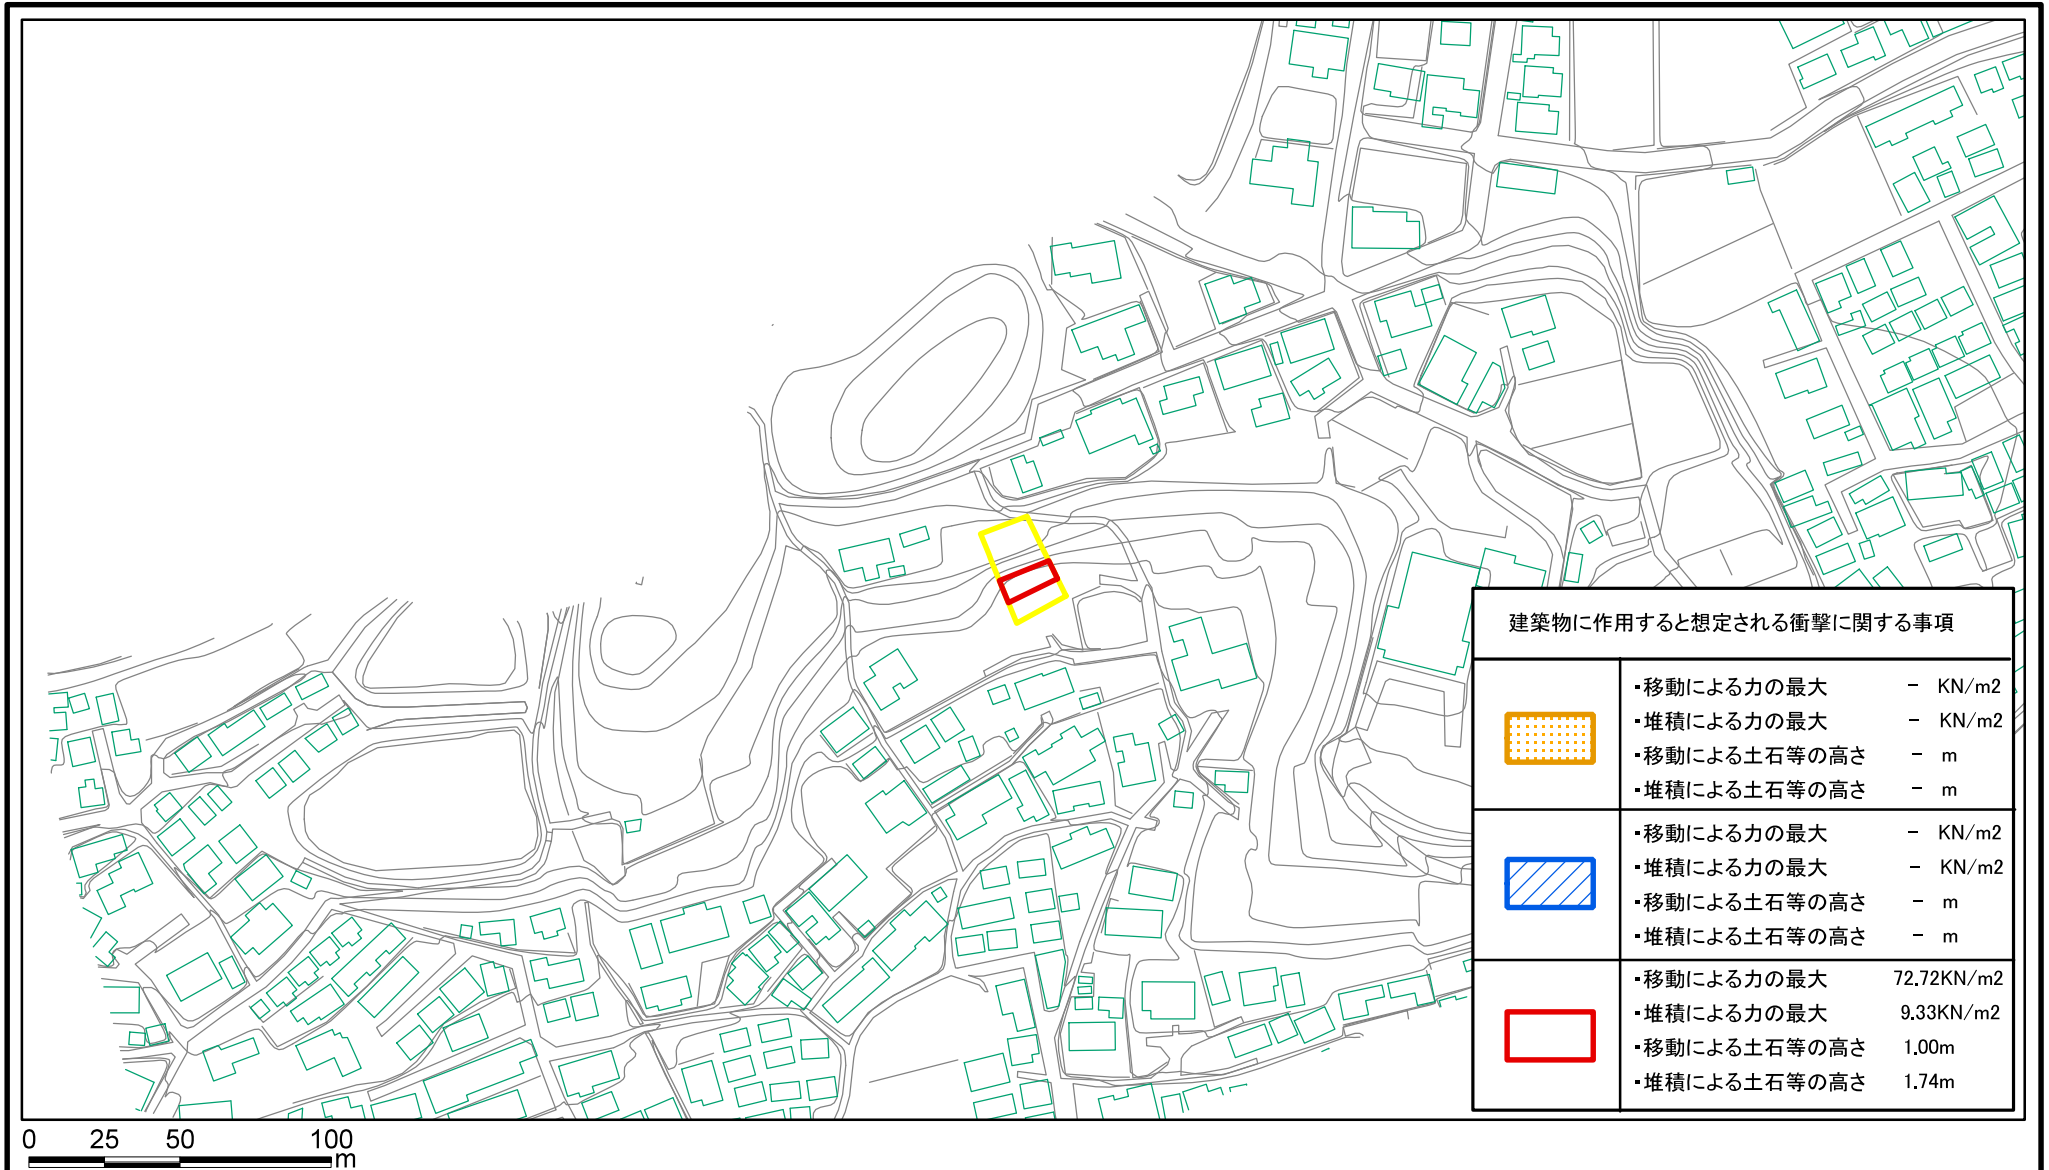 建築物に作用すると想定される衝撃に関する事項
・移動による力の最大 － KN/m2
・堆積による力の最大 － KN/m2
・移動による土石等の高さ － m
・堆積による土石等の高さ － m
・移動による力の最大 － KN/m2
・堆積による力の最大 － KN/m2
・移動による土石等の高さ － m
・堆積による土石等の高さ － m
・移動による力の最大 72.72KN/m2
・堆積による力の最大 9.33KN/m2
・移動による土石等の高さ 1.00m
・堆積による土石等の高さ 1.74m
0 25 50 100
m